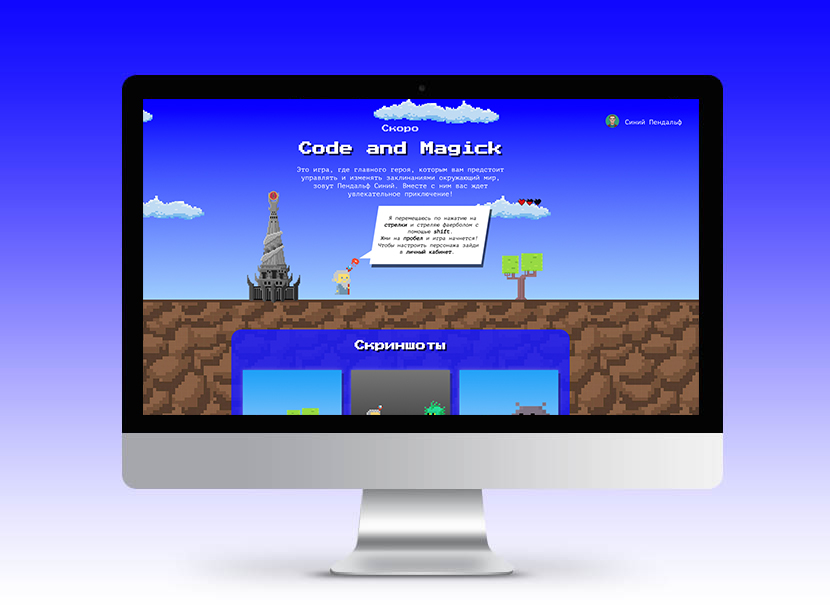 Скоро
Синий Пендальф
Code and Magick
Это игра, где главного героя, которым вам предстоит
управлять и изменять заклинаниями окружающий мир,
зовут Пендальф Синий. Вместе с ним вас ждет
увлекательное приключение!
Я перемещаюсь по нажатие на
стрелки и стреляю фаерболом с
помощью shift.
Жми на пробел и игра начнется!
Чтобы настроить персонажа зайди
в личный кабинет.
Скриншоты